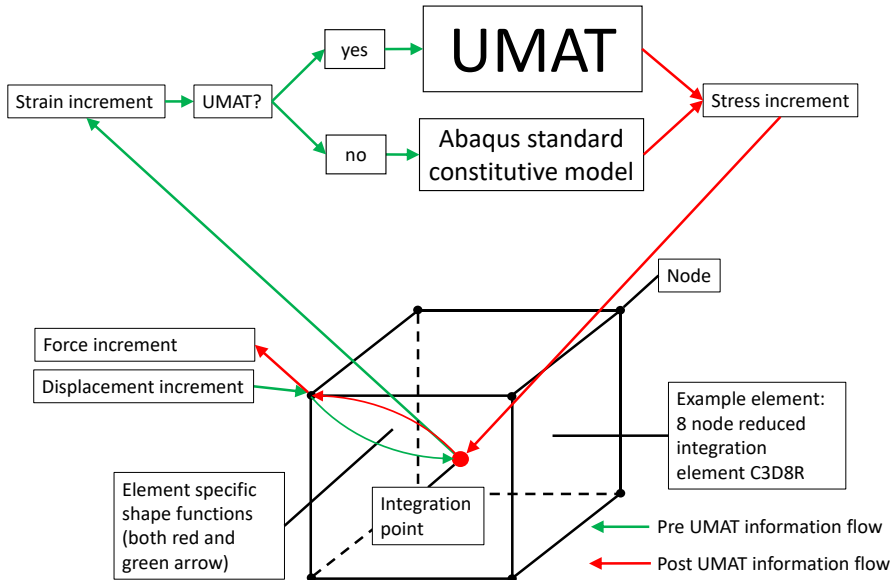 yes
UMAT
Strain increment
UMAT?
Stress increment
no
Abaqus standard
constitutive model
Node
Force increment
Displacement increment
Example element:
8 node reduced
integration
element C3D8R
Element specific
shape functions
(both red and
green arrow)
Integration
point
Pre UMAT information flow
Post UMAT information flow